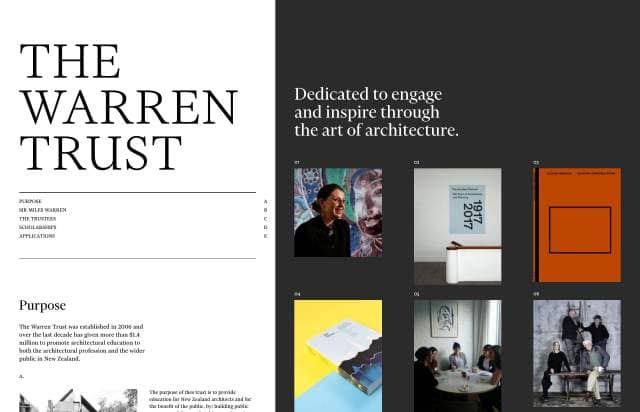 THE
WARREN
TRUST
PURPOSE A
SIR MILES WARREN B
THE TRUSTEES C
SCHOLARSHIPS D
APPLICATIONS E
Purpose
The Warren Trust was established in 2006 and
over the last decade has given more than $1.4
million to promote architectural education to
both the architectural profession and the wider
public in New Zealand.
A.
The purpose of thes trust is to provide
education for New Zealand architects and for
the benefit of the public, by: building public
Dedicated to engage
and inspire through
the art of architecture.
01
02
03
1917
2017
04
05
06